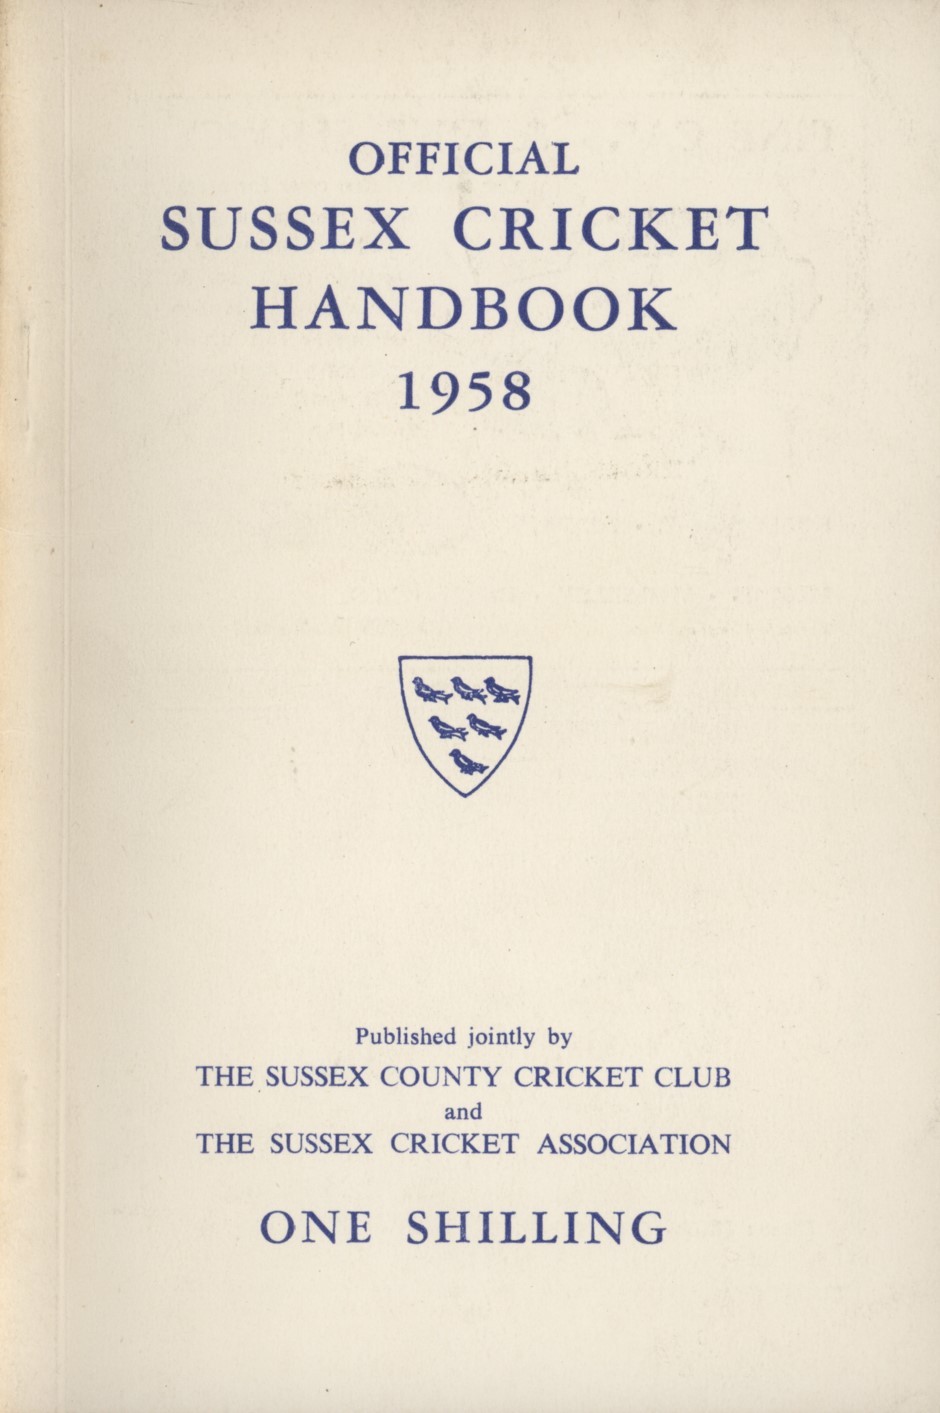 OFFICIAL
SUSSEX CRICKET
HANDBOOK
1958
Published jointly by
THE SUSSEX COUNTY CRICKET CLUB
and
THE SUSSEX CRICKET ASSOCIATION
ONE SHILLING